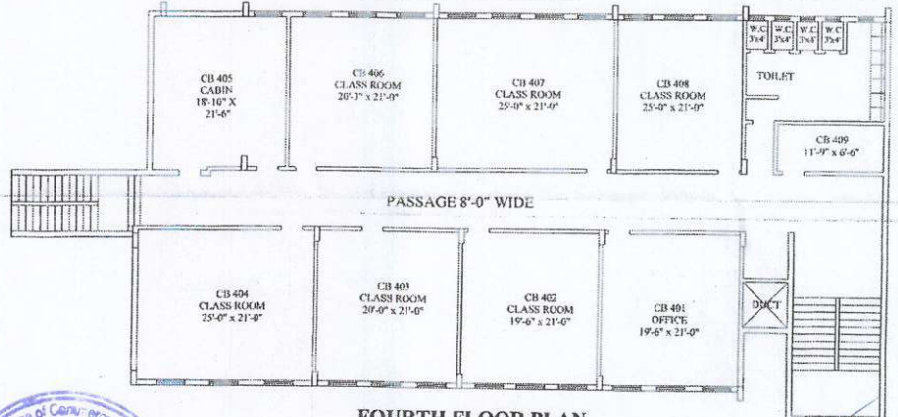 W.C. W.C. W.C. W.C.
3'x4' 3'x4' 3'x4' 3'x4'
CB 405
CABIN
18'-10" X
21'-6"
CB 406
CLASS ROOM
20'-3" x 21'-0"
CB 407
CLASS ROOM
25'-0" x 21'-0"
CB 408
CLASS ROOM
25'-0" x 21'-0"
TOILET
CB 409
11'-9" x 6'-6"
PASSAGE 8'-0" WIDE
CB 404
CLASS ROOM
25'-0" x 21'-0"
CB 403
CLASS ROOM
20'-0" x 21'-0"
CB 402
CLASS ROOM
19'-6" x 21'-0"
CB 401
OFFICE
19'-6" x 21'-0"
DUCT
FOURTH FLOOR PLAN
of